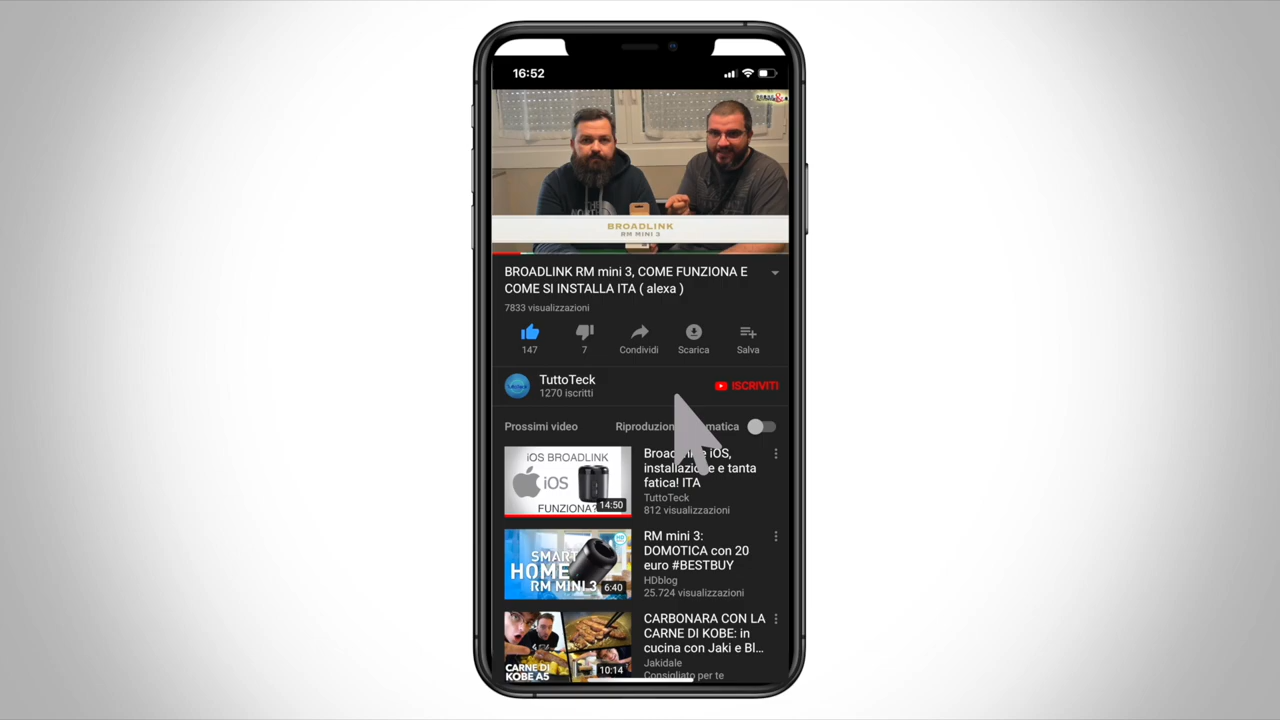 16:52
BROADLINK
RM MINI 3
BROADLINK RM mini 3, COME FUNZIONA E
COME SI INSTALLA ITA ( alexa )
7833 visualizzazioni
147
7
Condividi
Scarica
Salva
TuttoTeck
1270 iscritti
ISCRIVITI
Prossimi video
iOS BROADLINK
iOS
FUNZIONA?
14:50
installazione e tanta
fatica! ITA
TuttoTeck
812 visualizzazioni
SMART
HOME
RM MINI 3
6:40
RM mini 3:
DOMOTICA con 20
euro #BESTBUY
HDblog
25.724 visualizzazioni
CARNE DI
KOBE A5
10:14
CARBONARA CON LA
CARNE DI KOBE: in
cucina con Jaki e Bl...
Jakidale
Consigliato per te